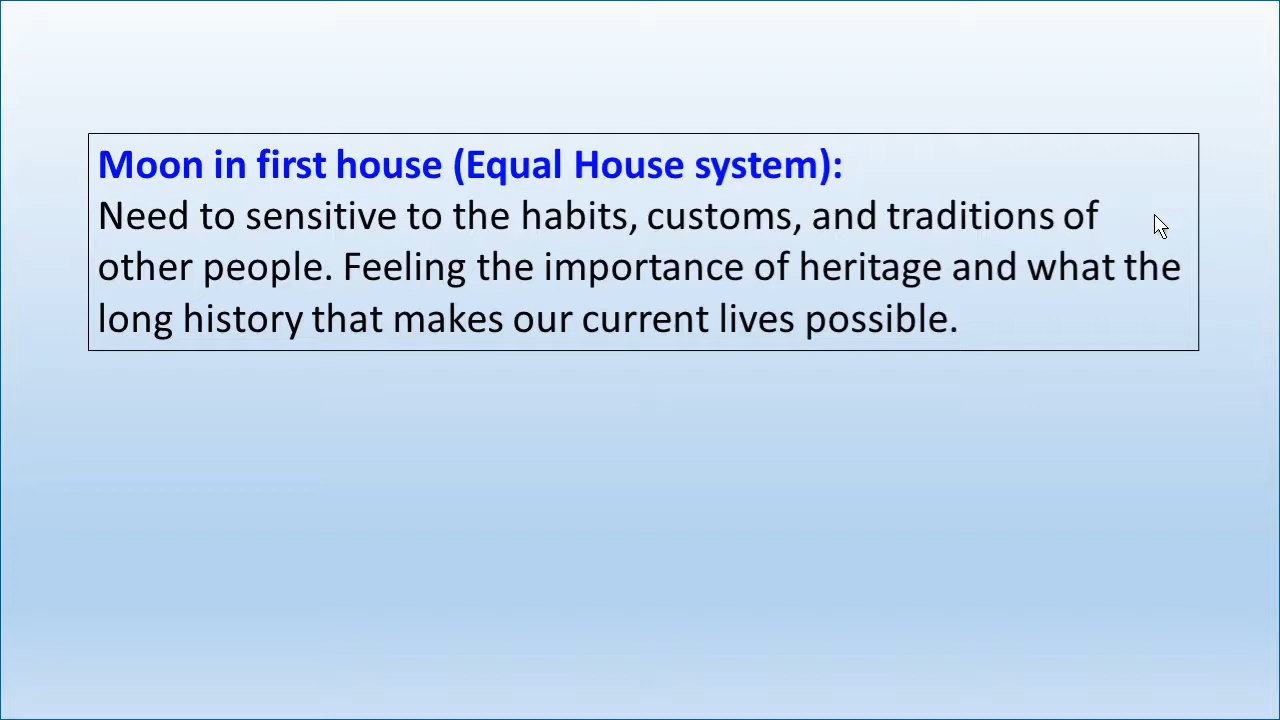 Moon in first house (Equal House system):
Need to sensitive to the habits, customs, and traditions of
other people. Feeling the importance of heritage and what the
long history that makes our current lives possible.